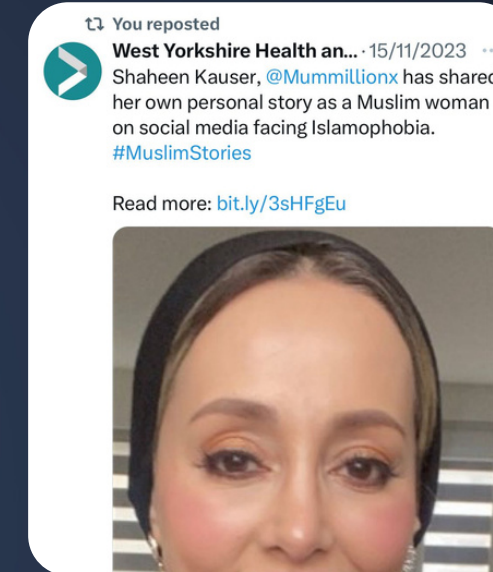 You reposted
West Yorkshire Health an... · 15/11/2023 ··
Shaheen Kauser, @Mummillionx has shared
her own personal story as a Muslim woman
on social media facing Islamophobia.
#MuslimStories
Read more: bit.ly/3sHFgEu